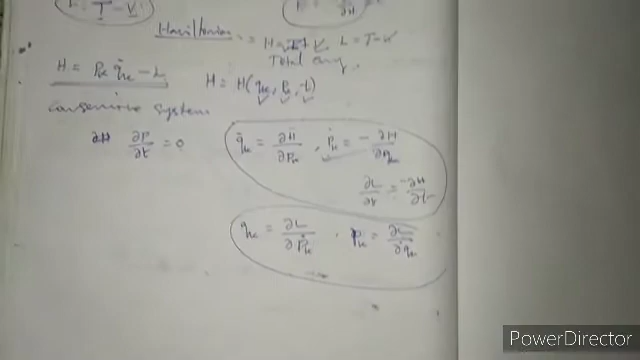 L = T - V
Hamiltonian = H = T + V, L = T - V
Total energy.
H = Pₖ q̇ₖ - L H = H(qₖ, pₖ, t)
conservative system
∂H ∂P/∂t = 0 q̇ₖ = ∂H/∂Pₖ , ṗₖ = - ∂H/∂qₖ
∂L/∂t = -∂H/∂t
qₖ = ∂L/∂Ṗₖ , Pₖ = ∂L/∂q̇ₖ
PowerDirector